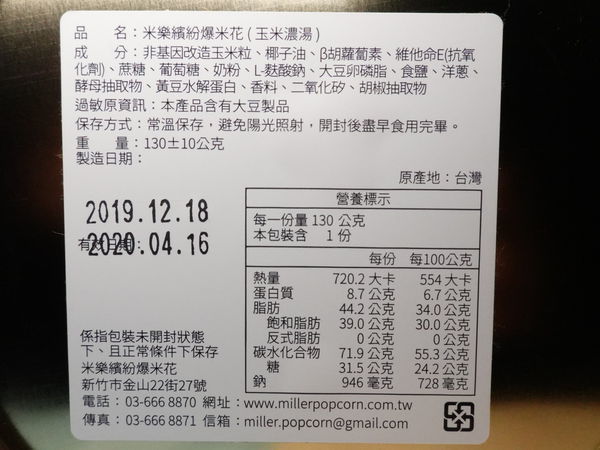 品　　名：米樂繽紛爆米花(玉米濃湯)
成　　分：非基因改造玉米粒、椰子油、β胡蘿蔔素、維他命E(抗氧
化劑)、蔗糖、葡萄糖、奶粉、L-麩酸鈉、大豆卵磷脂、食鹽、洋蔥、
酵母抽取物、黃豆水解蛋白、香料、二氧化矽、胡椒抽取物
過敏原資訊：本產品含有大豆製品
保存方式：常溫保存，避免陽光照射，開封後盡早食用完畢。
重　　量：130±10公克
製造日期：
原產地：台灣
2019.12.18
有效日期：
2020.04.16
營養標示
每一份量 130 公克
本包裝含 1 份
每份 每100公克
熱量 720.2 大卡 554 大卡
蛋白質 8.7 公克 6.7 公克
脂肪 44.2 公克 34.0 公克
飽和脂肪 39.0 公克 30.0 公克
反式脂肪 0 公克 0 公克
碳水化合物 71.9 公克 55.3 公克
糖 31.5 公克 24.2 公克
鈉 946 毫克 728 毫克
係指包裝未開封狀態
下、且正常條件下保存
米樂繽紛爆米花
新竹市金山22街27號
電話：03-666 8870 網址：www.millerpopcorn.com.tw
傳真：03-666 8871 信箱：miller.popcorn@gmail.com